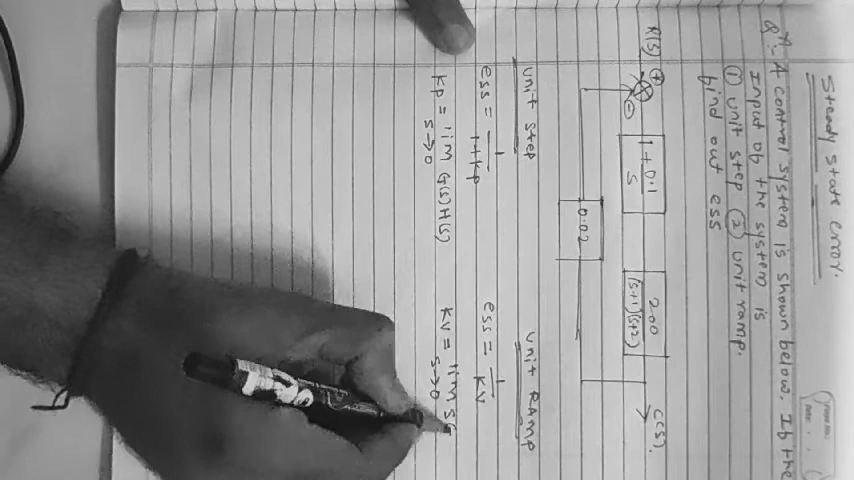 Steady State error.
Q:- A control system is shown below. If the
input of the system is
① unit step ② unit ramp.
find out ess
R(s) + ⊗ - 1 + 0.1/s 200/(s+1)(s+2) C(s).
0.02
unit step unit RAmp
ess = 1/1+Kp ess = 1/Kv
Kp = lim s→0 G(s)H(s) Kv = lim s→0 SG